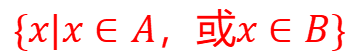 {x|x ∈ A，或x ∈ B}